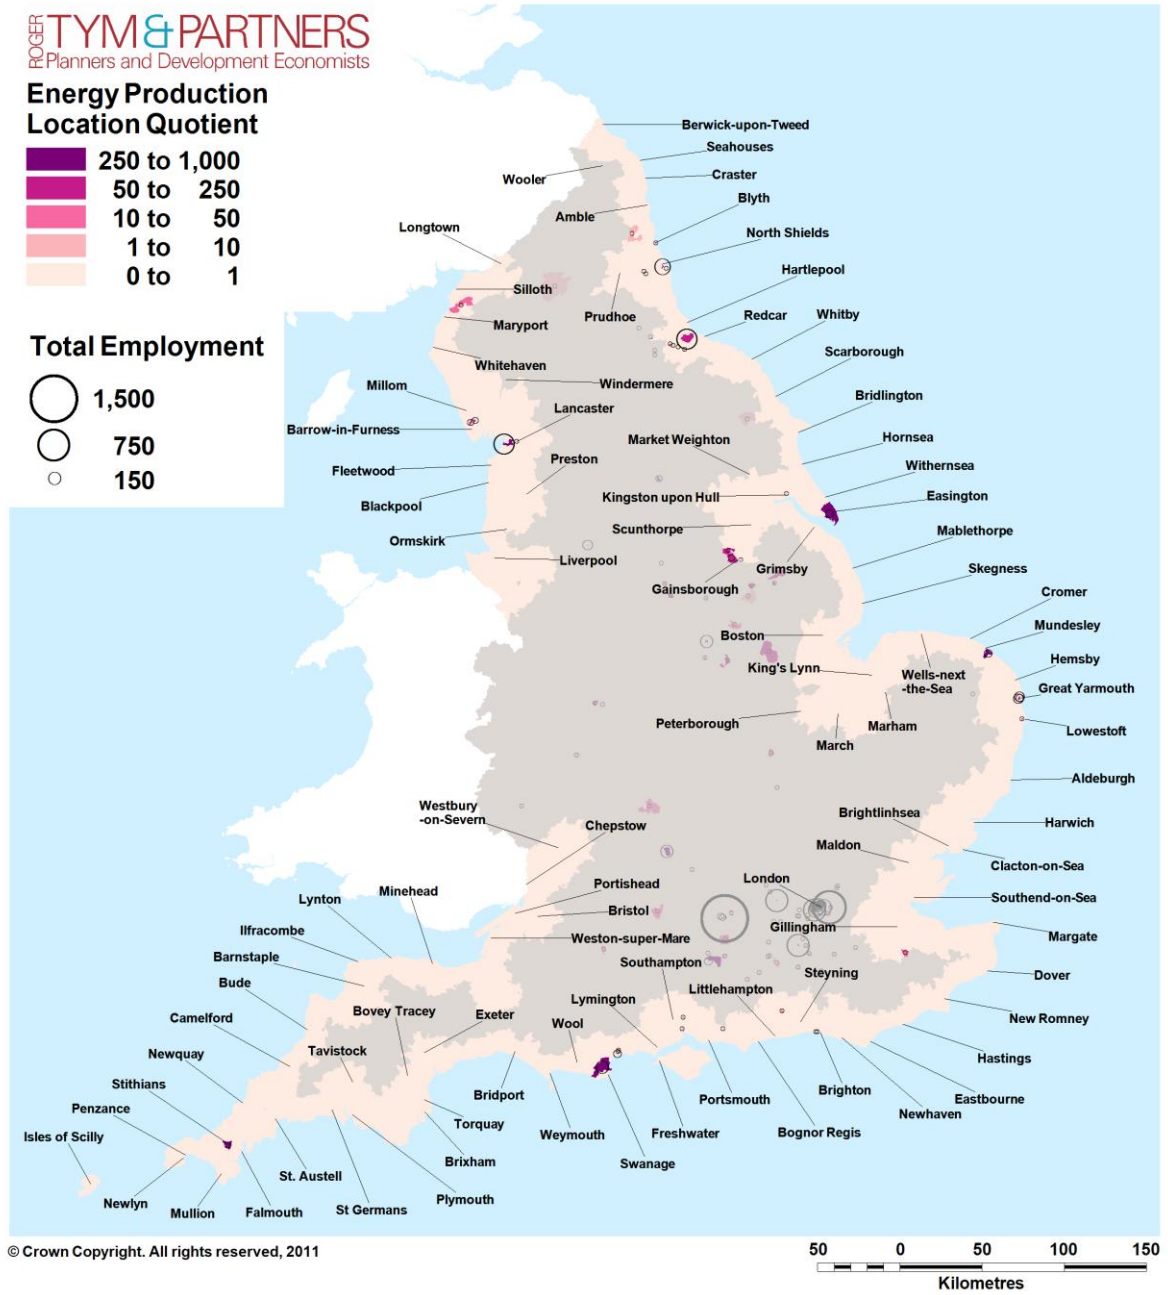 ROGER
TYM & PARTNERS
Planners and Development Economists
Energy Production
Location Quotient
250 to 1,000
50 to 250
10 to 50
1 to 10
0 to 1
Total Employment
1,500
750
150
Berwick-upon-Tweed
Seahouses
Wooler
Craster
Blyth
Amble
Longtown
North Shields
Hartlepool
Silloth
Prudhoe
Redcar
Whitby
Maryport
Scarborough
Whitehaven
Windermere
Millom
Bridlington
Lancaster
Barrow-in-Furness
Market Weighton
Hornsea
Preston
Withernsea
Fleetwood
Kingston upon Hull
Easington
Blackpool
Scunthorpe
Mablethorpe
Ormskirk
Liverpool
Grimsby
Skegness
Gainsborough
Cromer
Mundesley
Boston
Hemsby
King's Lynn
Wells-next
-the-Sea
Great Yarmouth
Peterborough
Marham
Lowestoft
March
Aldeburgh
Westbury
-on-Severn
Brightlinhsea
Harwich
Chepstow
Maldon
Clacton-on-Sea
London
Portishead
Minehead
Southend-on-Sea
Lynton
Bristol
Gillingham
Ilfracombe
Weston-super-Mare
Margate
Barnstaple
Southampton
Steyning
Dover
Bude
Littlehampton
Lymington
Bovey Tracey
Exeter
Camelford
Wool
New Romney
Tavistock
Newquay
Hastings
Stithians
Bridport
Brighton
Portsmouth
Eastbourne
Penzance
Newhaven
Torquay
Weymouth
Freshwater
Bognor Regis
Isles of Scilly
Brixham
Swanage
St. Austell
Plymouth
Newlyn
Mullion
Falmouth
St Germans
© Crown Copyright. All rights reserved, 2011
50 0 50 100 150
Kilometres